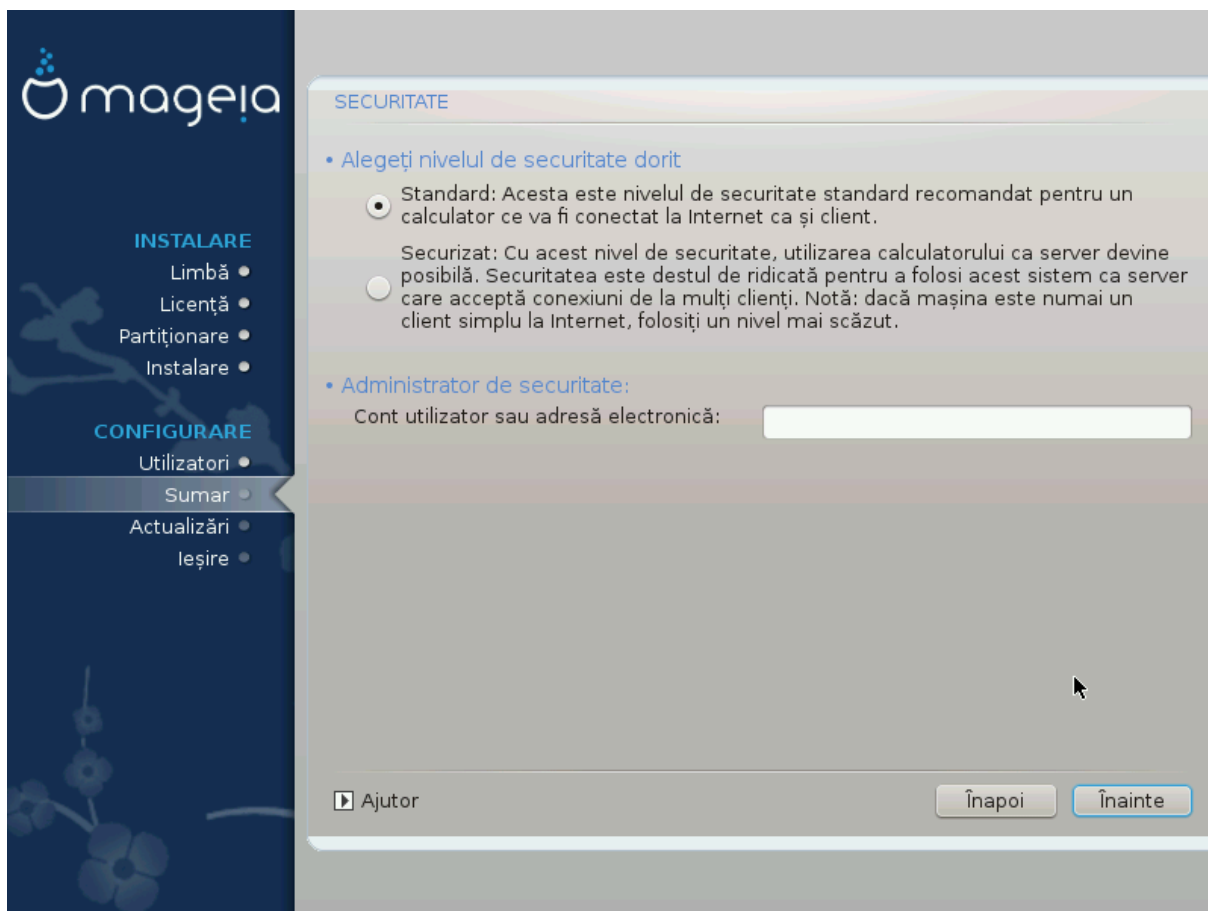 mageia
INSTALARE
Limbă
Licență
Partiționare
Instalare
CONFIGURARE
Utilizatori
Sumar
Actualizări
Ieșire
SECURITATE
• Alegeți nivelul de securitate dorit
Standard: Acesta este nivelul de securitate standard recomandat pentru un
calculator ce va fi conectat la Internet ca și client.
Securizat: Cu acest nivel de securitate, utilizarea calculatorului ca server devine
posibilă. Securitatea este destul de ridicată pentru a folosi acest sistem ca server
care acceptă conexiuni de la mulți clienți. Notă: dacă mașina este numai un
client simplu la Internet, folosiți un nivel mai scăzut.
• Administrator de securitate:
Cont utilizator sau adresă electronică:
Ajutor
Înapoi
Înainte